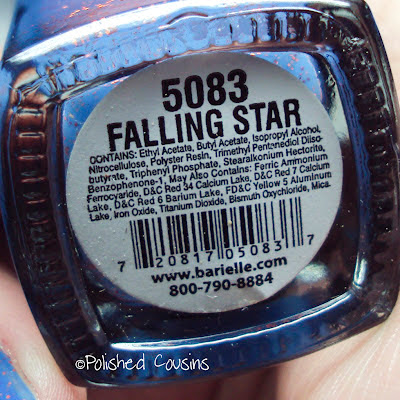 5083
FALLING STAR
CONTAINS: Ethyl Acetate, Butyl Acetate, Isopropyl Alcohol,
Nitrocellulose, Polyster Resin, Trimethyl Pentanediol Diiso-
butyrate, Triphenyl Phosphate, Stearalkonium Hectorite,
Benzophenone-1, May Also Contains: Ferric Ammonium
Ferrocyaride, D&C Red 34 Calcium Lake, D&C Red 7 Calcium
Lake, D&C Red 6 Barium Lake, FD&C Yellow 5 Aluminum
Lake, Iron Oxide, Titanium Dioxide, Bismuth Oxychloride, Mica.
7 20817 05083 7
www.barielle.com
800-790-8884
©Polished Cousins